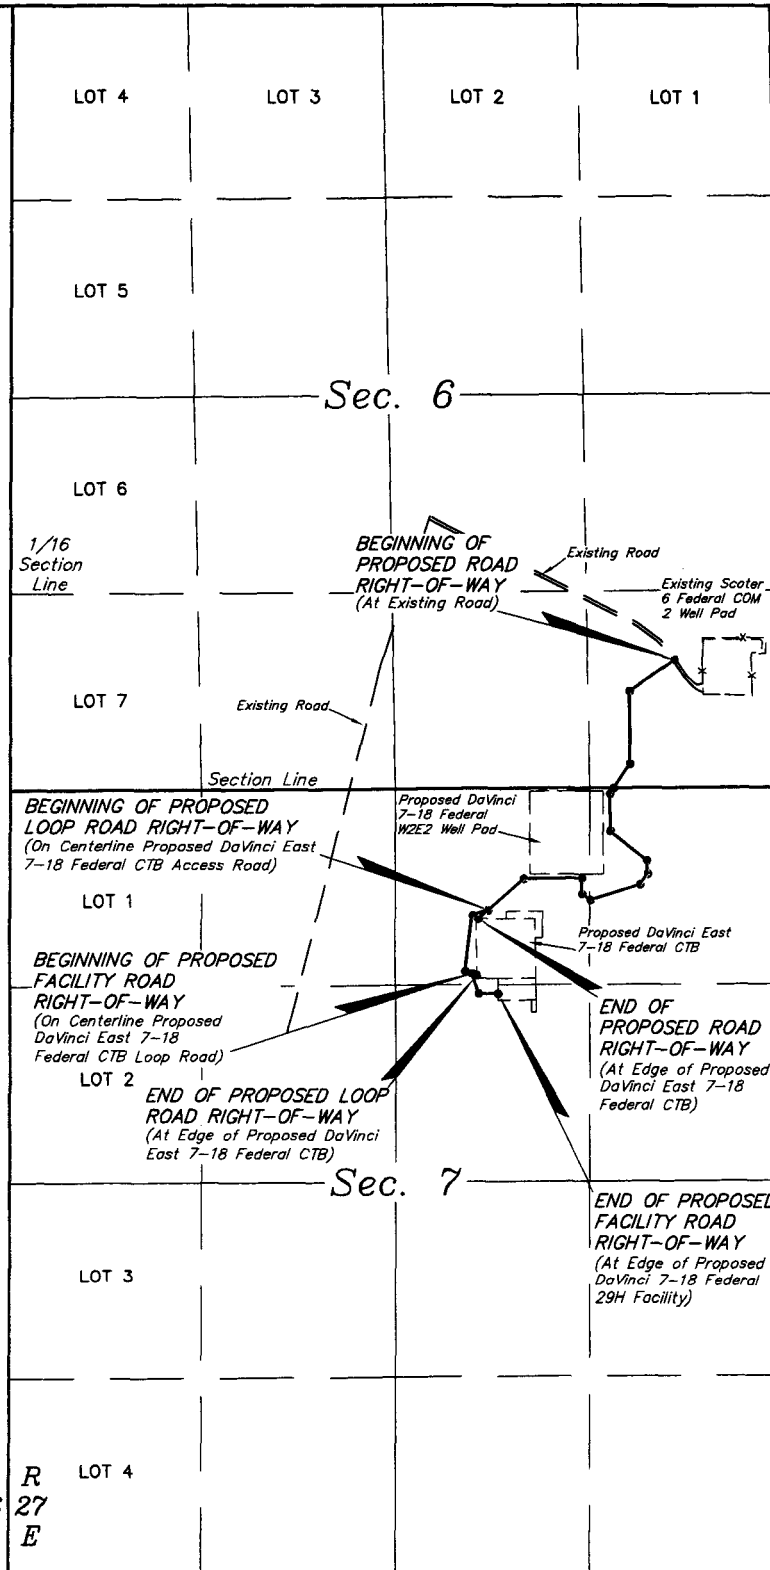 LOT 4
LOT 3
LOT 2
LOT 1
LOT 5
Sec. 6
LOT 6
1/16
Section
Line
BEGINNING OF
PROPOSED ROAD
RIGHT-OF-WAY
(At Existing Road)
Existing Road
Existing Scoter
6 Federal COM
2 Well Pad
LOT 7
Existing Road
Section Line
BEGINNING OF PROPOSED
LOOP ROAD RIGHT-OF-WAY
(On Centerline Proposed DaVinci East
7-18 Federal CTB Access Road)
Proposed DaVinci
7-18 Federal
W2E2 Well Pad
LOT 1
Proposed DaVinci East
7-18 Federal CTB
BEGINNING OF PROPOSED
FACILITY ROAD
RIGHT-OF-WAY
(On Centerline Proposed
DaVinci East 7-18
Federal CTB Loop Road)
END OF
PROPOSED ROAD
RIGHT-OF-WAY
(At Edge of Proposed
DaVinci East 7-18
Federal CTB)
LOT 2
END OF PROPOSED LOOP
ROAD RIGHT-OF-WAY
(At Edge of Proposed DaVinci
East 7-18 Federal CTB)
Sec. 7
END OF PROPOSED
FACILITY ROAD
RIGHT-OF-WAY
(At Edge of Proposed
DaVinci 7-18 Federal
29H Facility)
LOT 3
LOT 4
R
27
E